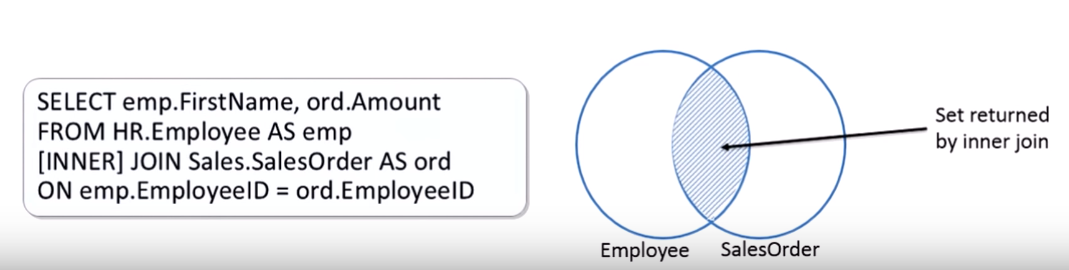 SELECT emp.FirstName, ord.Amount
FROM HR.Employee AS emp
[INNER] JOIN Sales.SalesOrder AS ord
ON emp.EmployeeID = ord.EmployeeID
Set returned
by inner join
Employee
SalesOrder